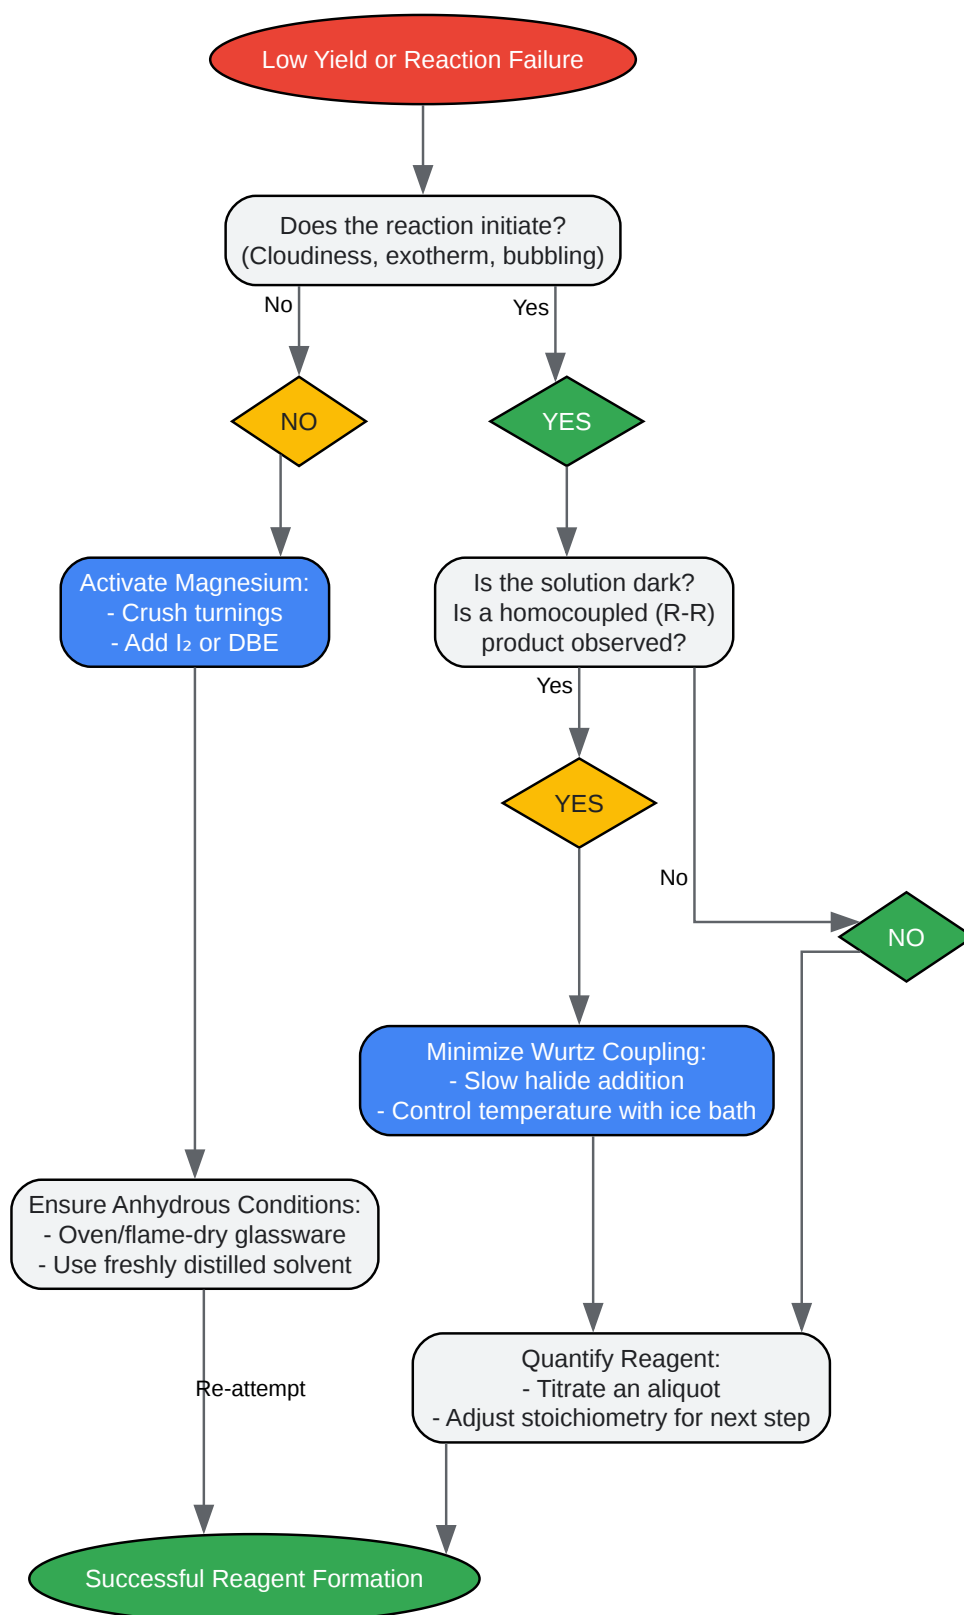 Low Yield or Reaction Failure
Does the reaction initiate?
(Cloudiness, exotherm, bubbling)
No
Yes
NO
YES
Activate Magnesium:
- Crush turnings
- Add I₂ or DBE
Is the solution dark?
Is a homocoupled (R-R)
product observed?
Yes
YES
No
NO
Minimize Wurtz Coupling:
- Slow halide addition
- Control temperature with ice bath
Ensure Anhydrous Conditions:
- Oven/flame-dry glassware
- Use freshly distilled solvent
Quantify Reagent:
- Titrate an aliquot
- Adjust stoichiometry for next step
Re-attempt
Successful Reagent Formation